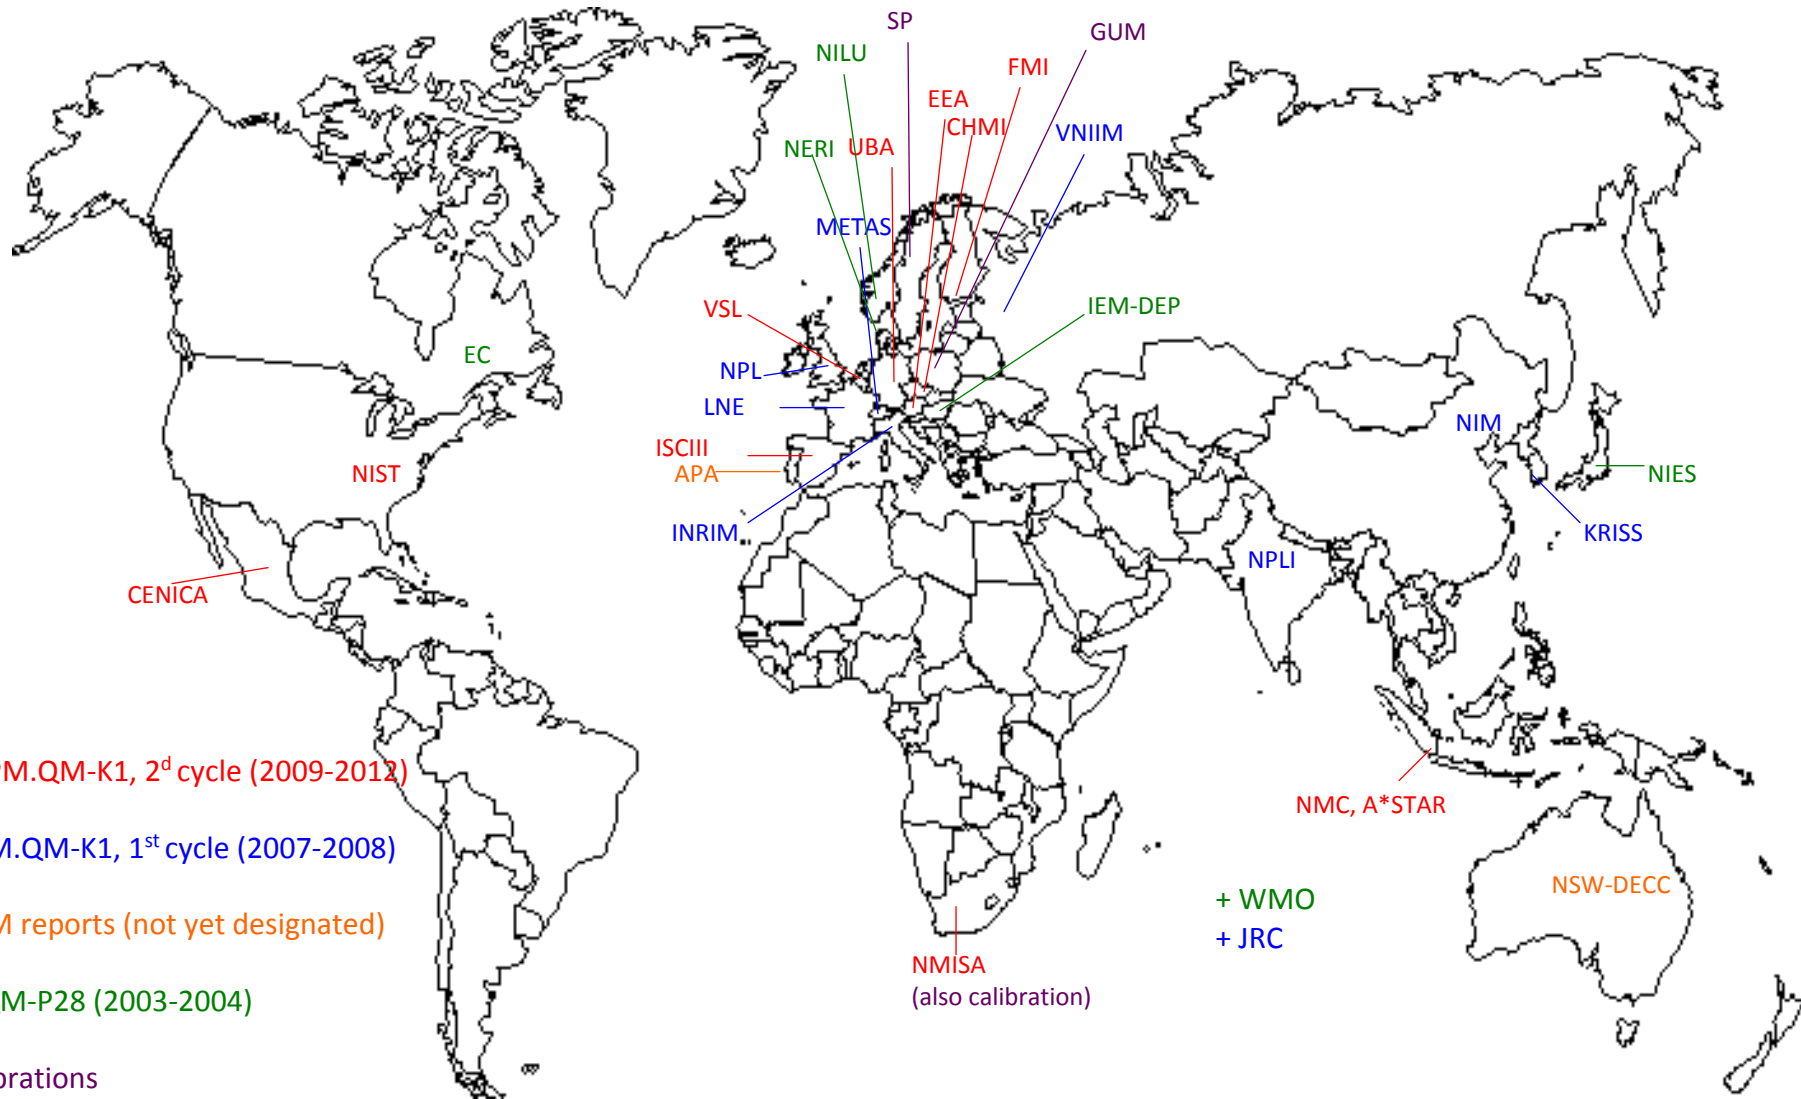 SP
GUM
NILU
FMI
EEA
CHMI
VNIIM
NERI
UBA
METAS
VSL
IEM-DEP
EC
NPL
LNE
NIM
ISCIII
NIST
APA
NIES
INRIM
KRISS
NPLI
CENICA
M.QM-K1, 2d cycle (2009-2012)
NMC, A*STAR
M.QM-K1, 1st cycle (2007-2008)
NSW-DECC
+ WMO
M reports (not yet designated)
+ JRC
NMISA
(also calibration)
M-P28 (2003-2004)
brations